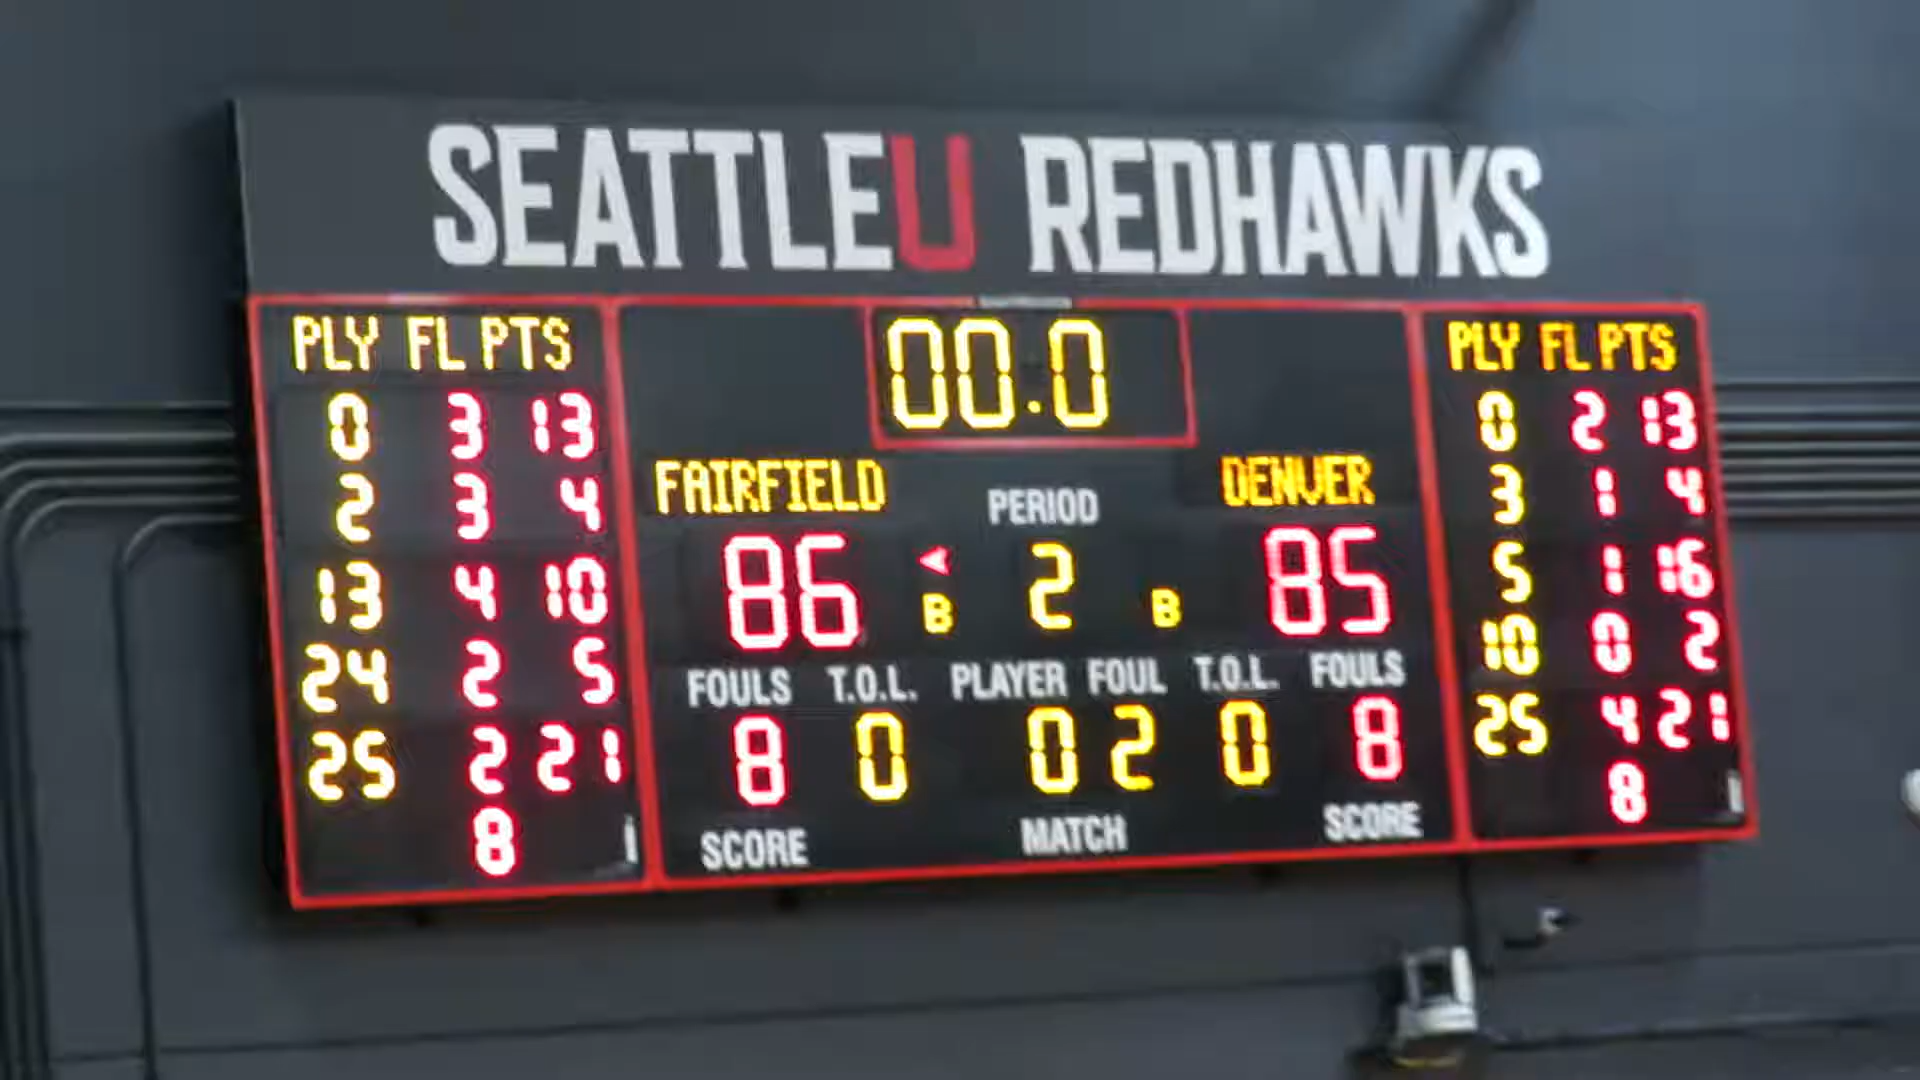 SEATTLEU REDHAWKS
PLY FL PTS
0 3 13
2 3 4
13 4 10
24 2 5
25 2 21
8
00.0
FAIRFIELD PERIOD DENVER
86 B 2 B 85
FOULS T.O.L. PLAYER FOUL T.O.L. FOULS
8 0 0 02 0 8
SCORE MATCH SCORE
PLY FL PTS
0 2 13
3 1 4
5 1 16
10 0 2
25 4 21
8